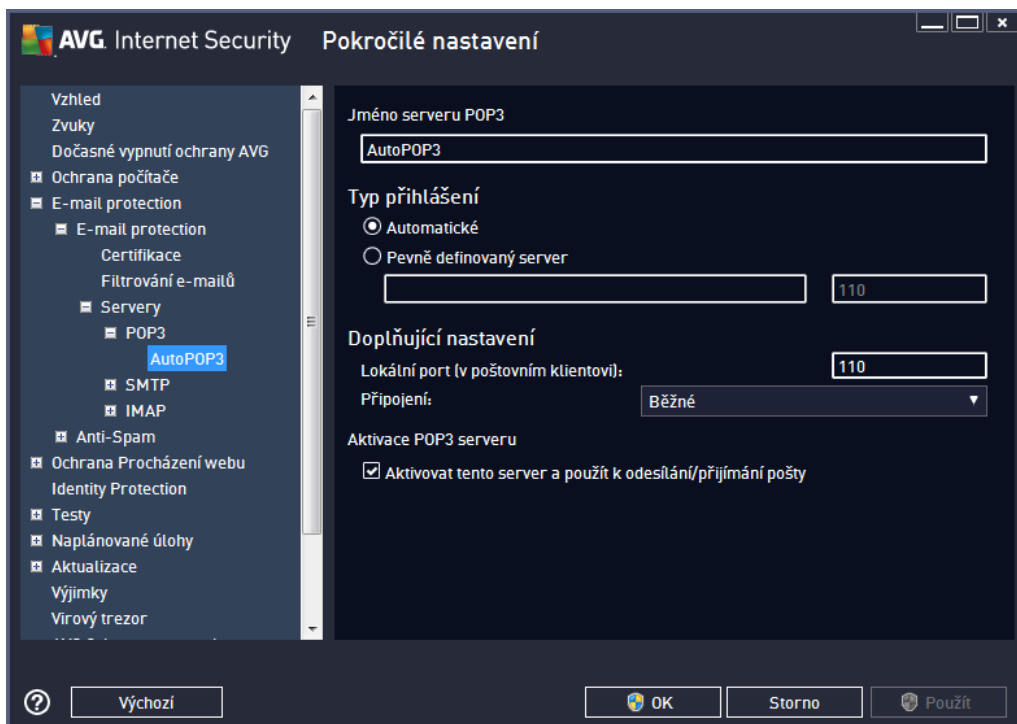 AVG. Internet Security Pokročilé nastavení
Vzhled
Zvuky
Dočasné vypnutí ochrany AVG
Ochrana počítače
E-mail protection
E-mail protection
Certifikace
Filtrování e-mailů
Servery
POP3
AutoPOP3
SMTP
IMAP
Anti-Spam
Ochrana Procházení webu
Identity Protection
Testy
Naplánované úlohy
Aktualizace
Výjimky
Virový trezor
Jméno serveru POP3
AutoPOP3
Typ přihlášení
Automatické
Pevně definovaný server
110
Doplňující nastavení
Lokální port (v poštovním klientovi): 110
Připojení: Běžné
Aktivace POP3 serveru
Aktivovat tento server a použít k odesílání/přijímání pošty
Výchozí OK Storno Použít